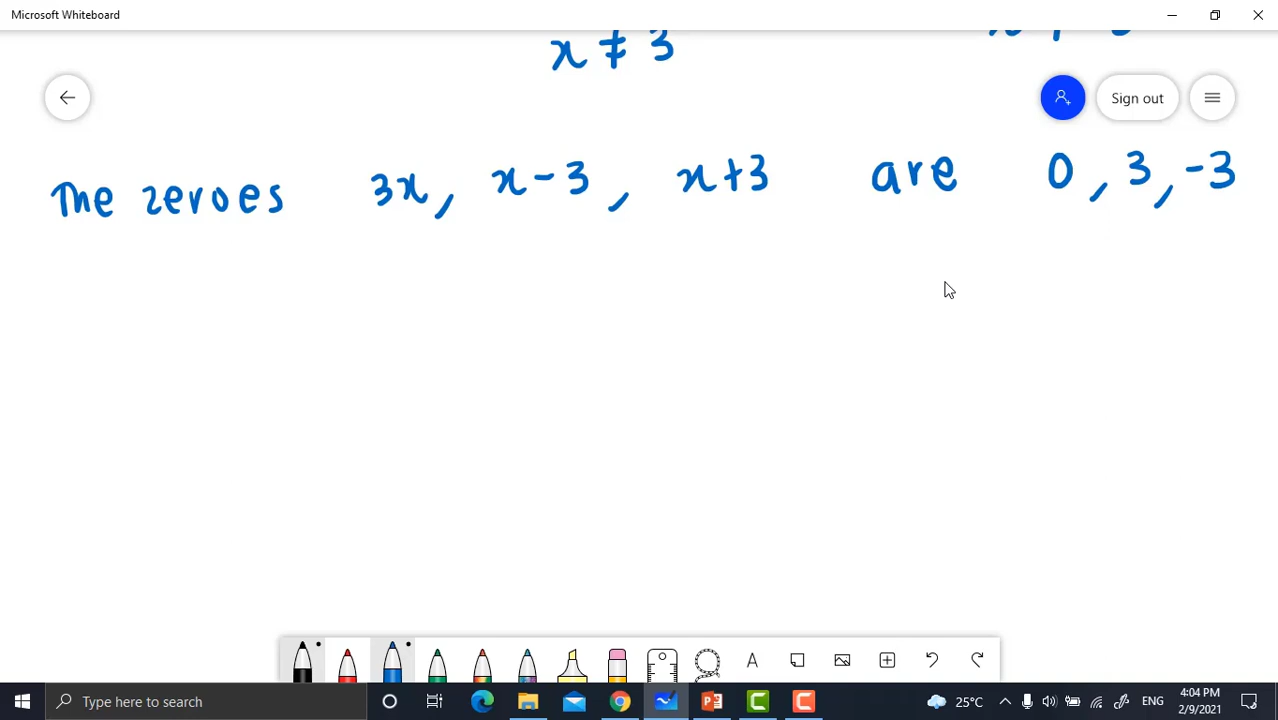 Microsoft Whiteboard
x ≠ 3
Sign out
The zeroes 3x, x-3, x+3 are 0, 3, -3
A
Type here to search
25°C
ENG
4:04 PM
2/9/2021